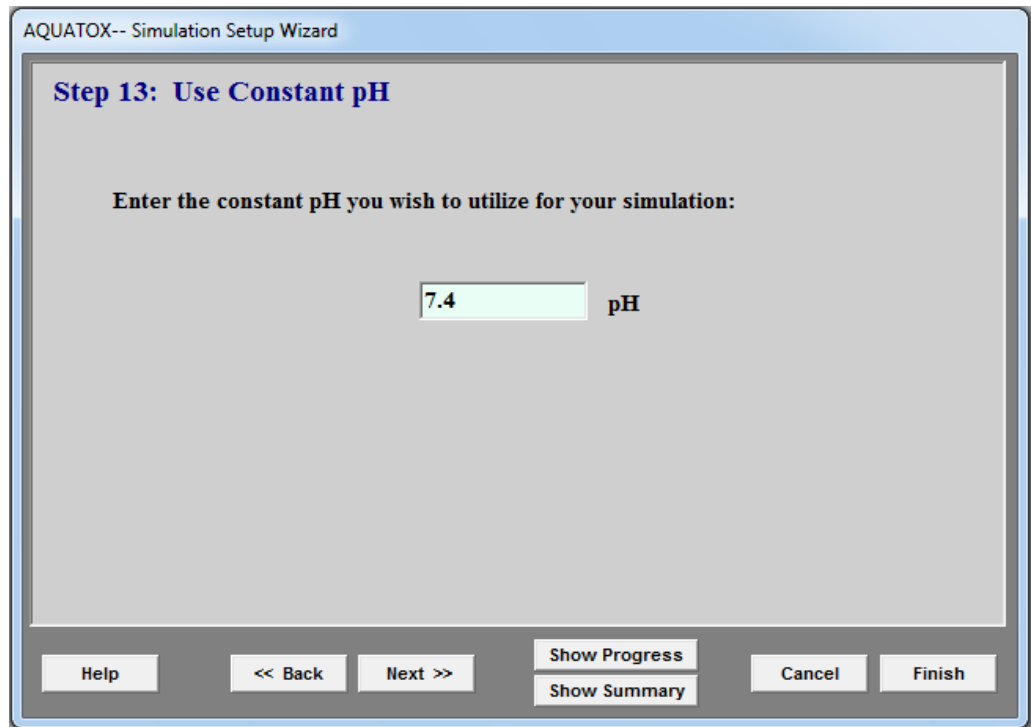 AQUATOX-- Simulation Setup Wizard
Step 13: Use Constant pH
Enter the constant pH you wish to utilize for your simulation:
7.4 pH
Help << Back Next >> Show Progress Cancel Finish
Show Summary